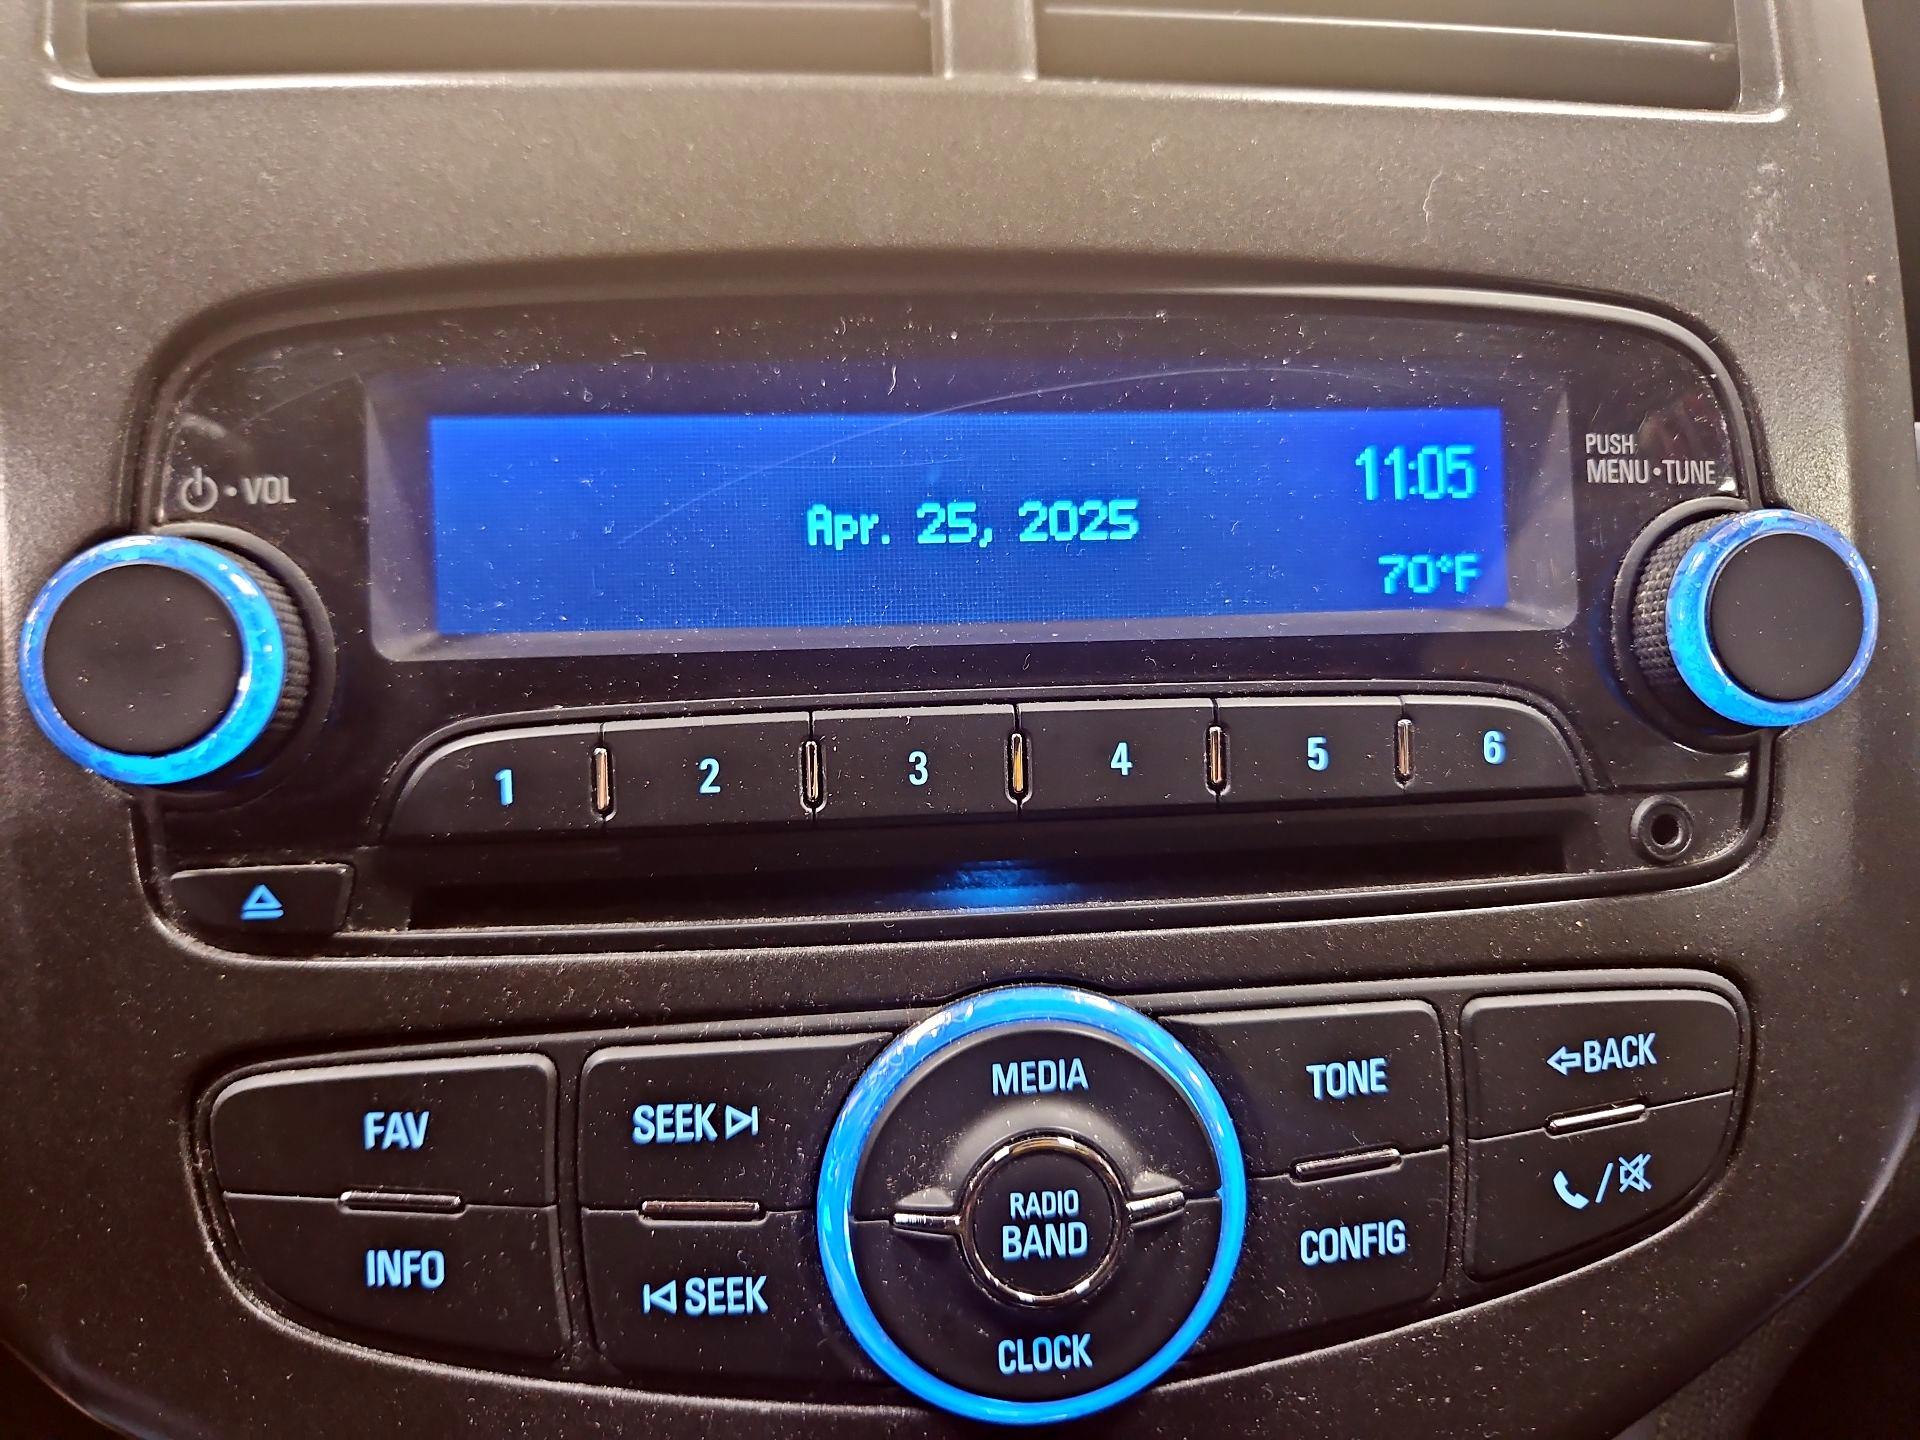 VOL
PUSH
MENU•TUNE
11:05
Apr. 25, 2025
70°F
1 2 3 4 5 6
FAV
SEEK
MEDIA
TONE
BACK
RADIO
BAND
INFO
SEEK
CONFIG
CLOCK